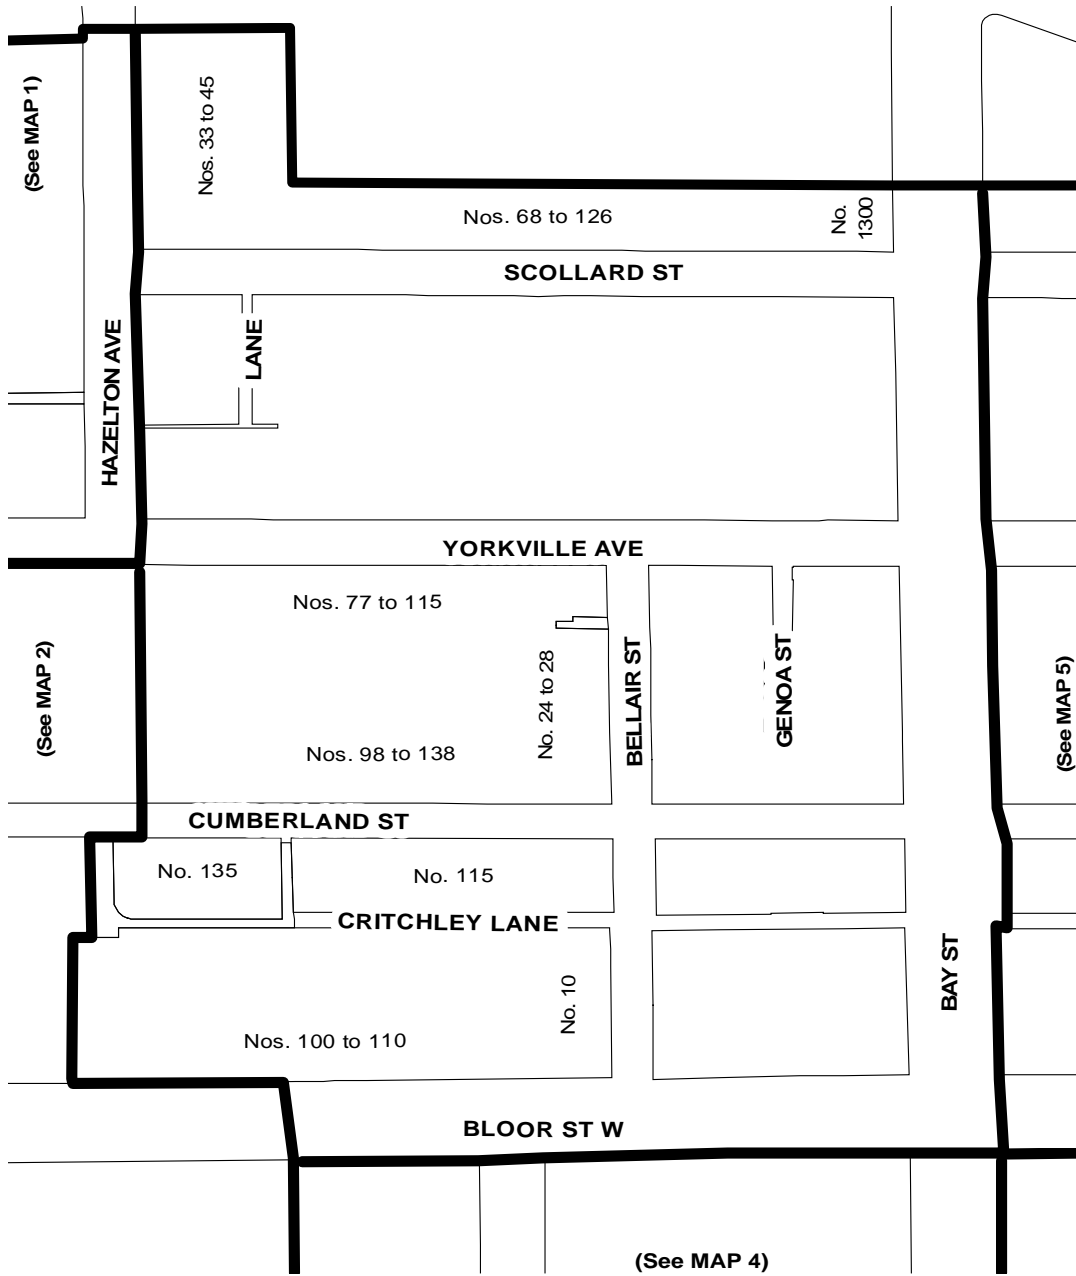 (See MAP 1)
Nos. 33 to 45
Nos. 68 to 126
No.
1300
SCOLLARD ST
HAZELTON AVE
LANE
YORKVILLE AVE
Nos. 77 to 115
(See MAP 2)
No. 24 to 28
BELLAIR ST
GENOA ST
(See MAP 5)
Nos. 98 to 138
CUMBERLAND ST
No. 135
No. 115
CRITCHLEY LANE
BAY ST
No. 10
Nos. 100 to 110
BLOOR ST W
(See MAP 4)